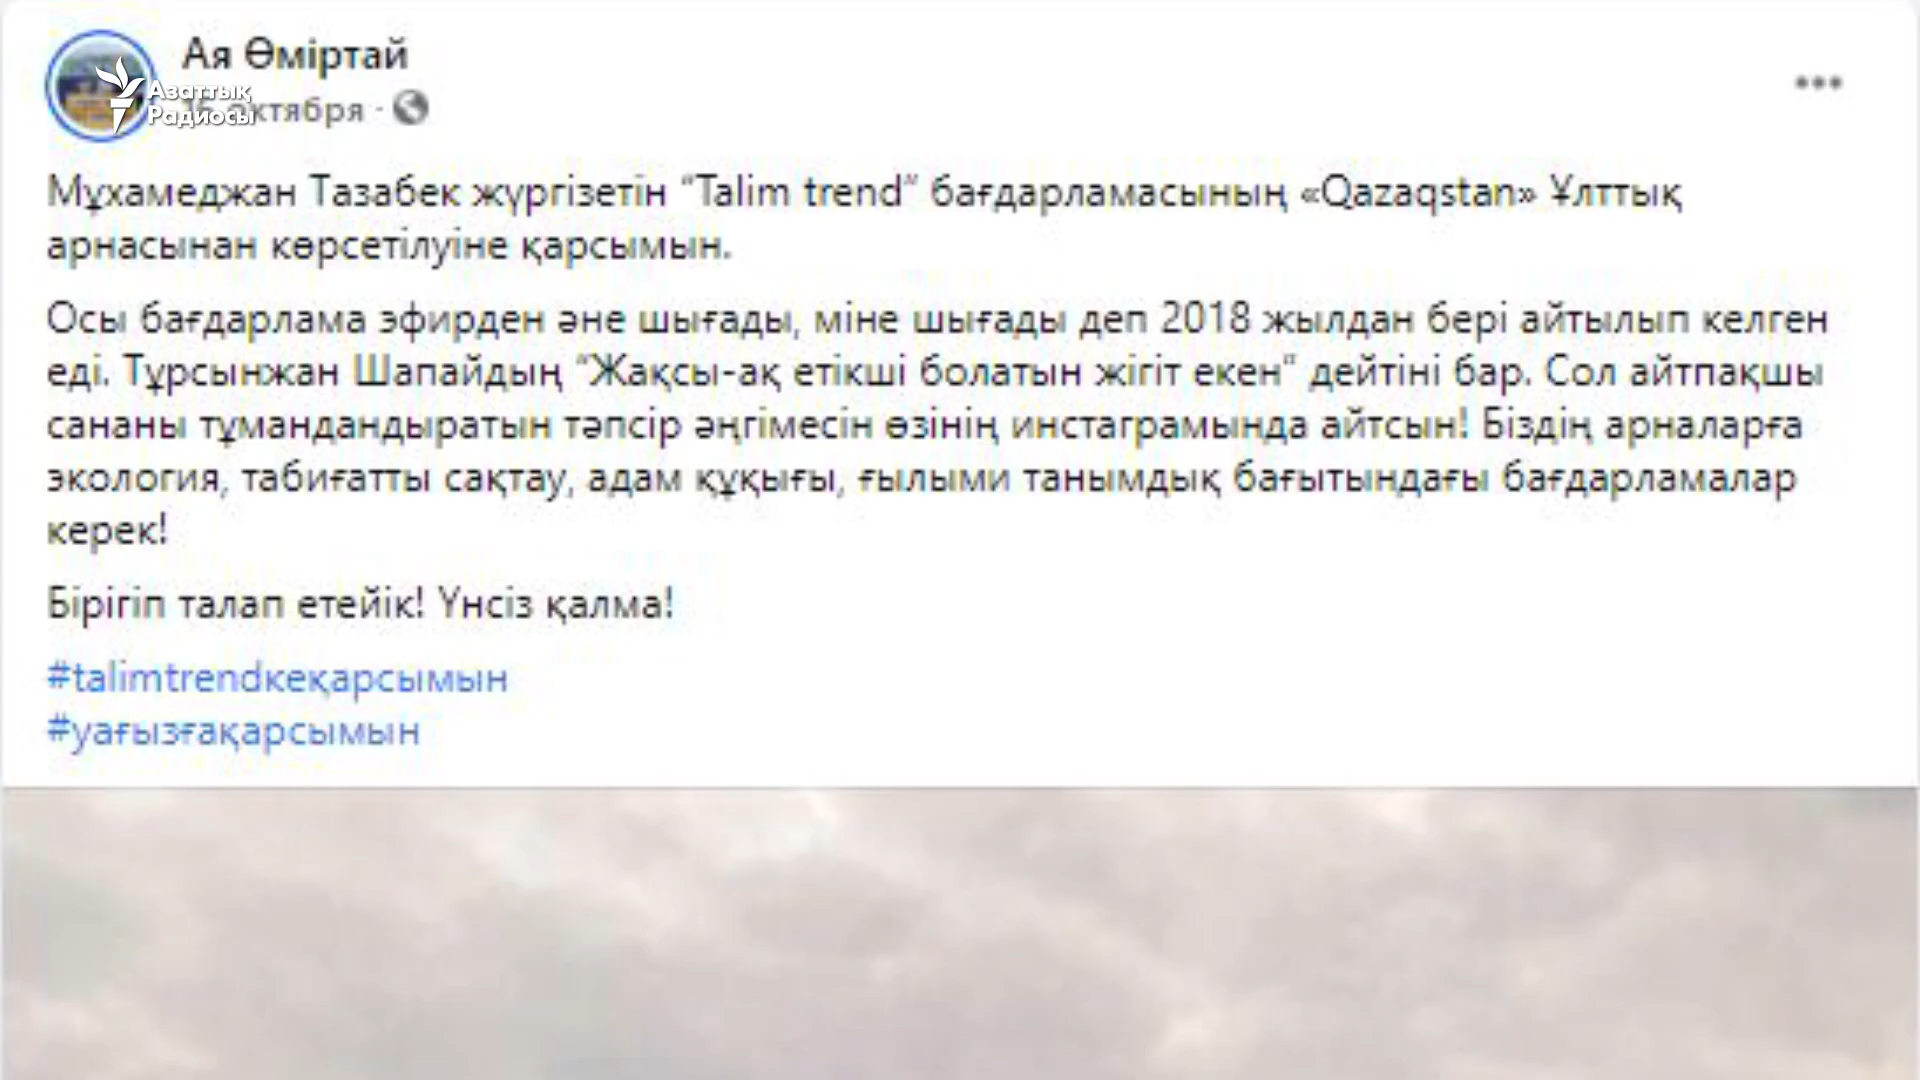 Ая Өміртай
Азаттық
Радиосы
октября ·
Мұхамеджан Тазабек жүргізетін “Talim trend” бағдарламасының «Qazaqstan» Ұлттық
арнасынан көрсетілуіне қарсымын.
Осы бағдарлама эфирден әне шығады, міне шығады деп 2018 жылдан бері айтылып келген
еді. Тұрсынжан Шапайдың “Жақсы-ақ етікші болатын жігіт екен” дейтіні бар. Сол айтпақшы
сананы тұмандандыратын тәпсір әңгімесін өзінің инстаграмында айтсын! Біздің арналарға
экология, табиғатты сақтау, адам құқығы, ғылыми танымдық бағытындағы бағдарламалар
керек!
Бірігіп талап етейік! Үнсіз қалма!
#talimtrendкеқарсымын
#уағызғақарсымын